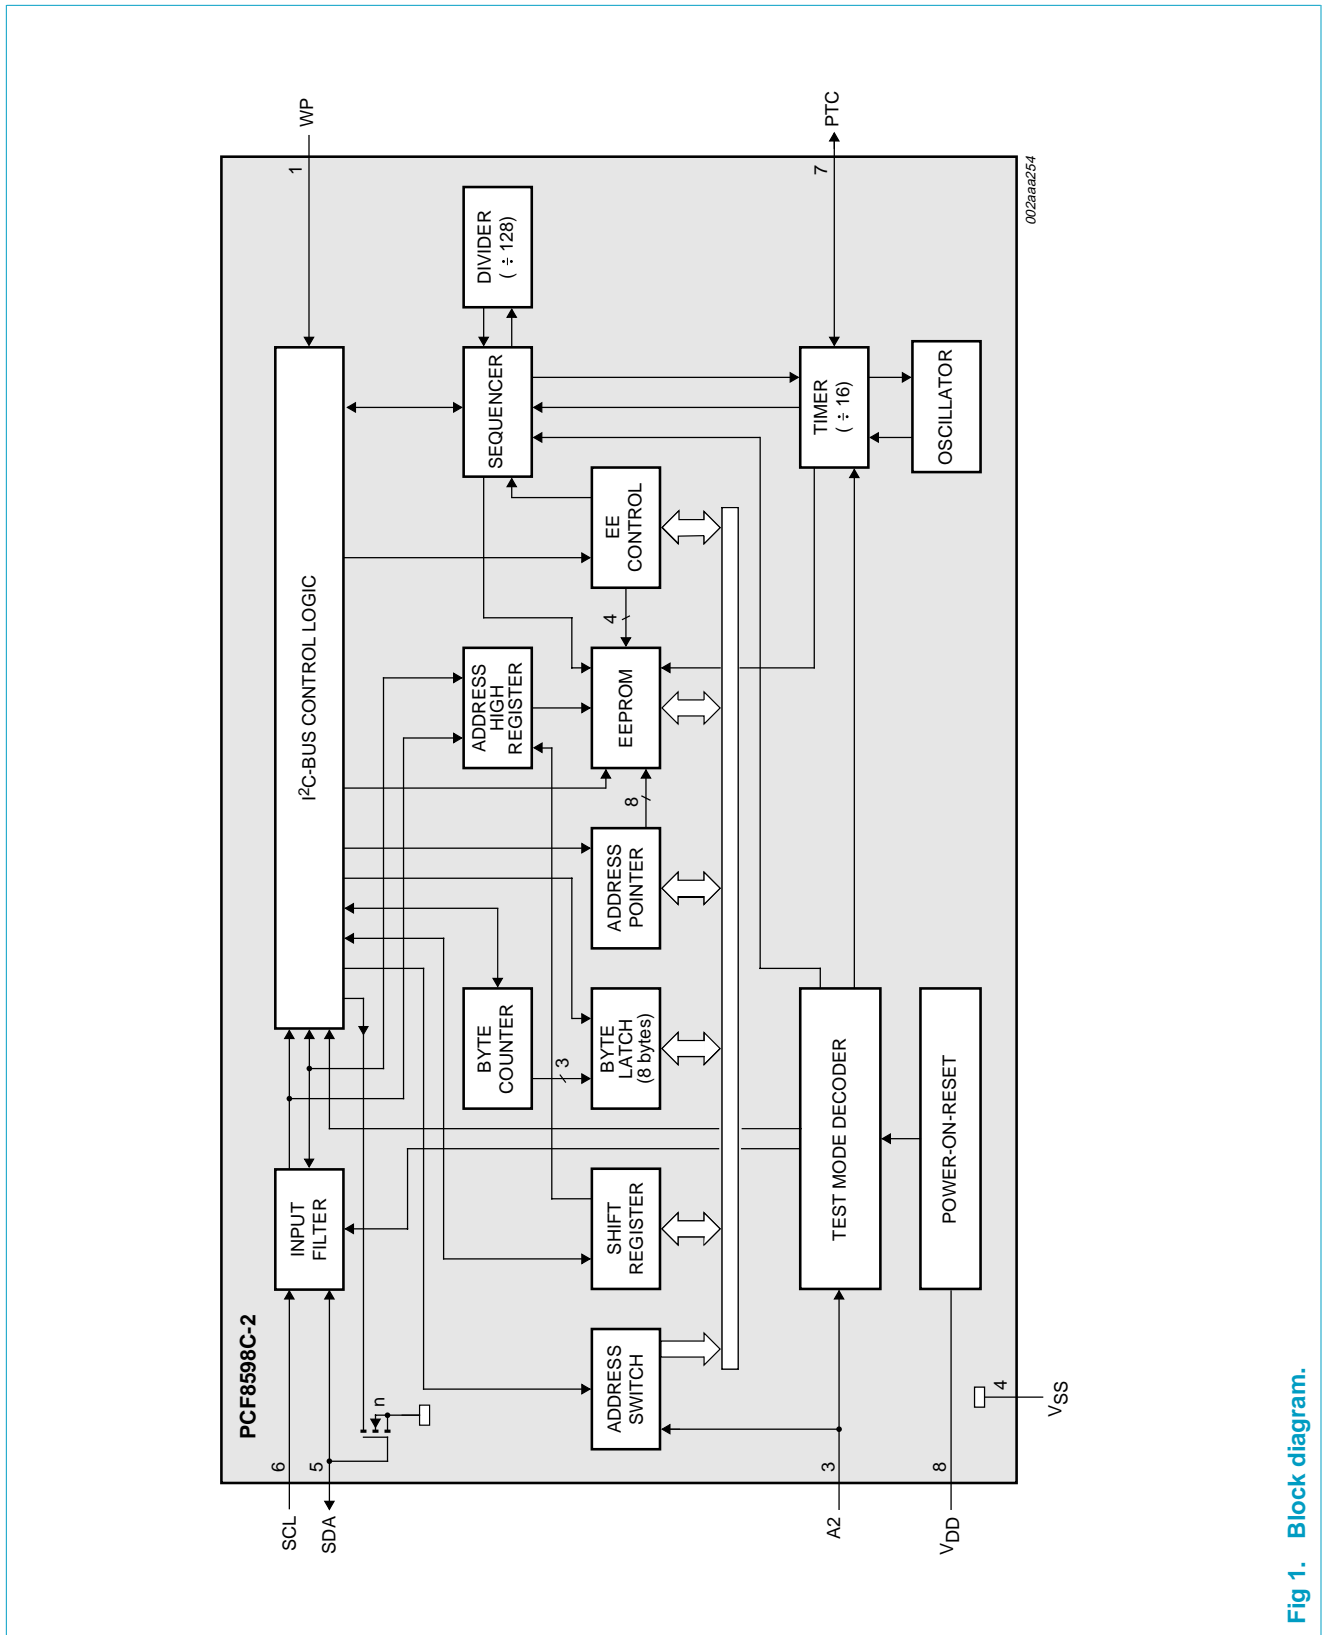 PCF8598C-2
SCL
6
SDA
5
n
INPUT
FILTER
I²C-BUS CONTROL LOGIC
1
WP
BYTE
COUNTER
3
ADDRESS
HIGH
REGISTER
SEQUENCER
DIVIDER
( ÷ 128)
ADDRESS
SWITCH
SHIFT
REGISTER
BYTE
LATCH
(8 bytes)
ADDRESS
POINTER
8
EEPROM
4
EE
CONTROL
A2
3
TEST MODE DECODER
TIMER
( ÷ 16)
7
PTC
VDD
8
POWER-ON-RESET
OSCILLATOR
4
VSS
002aaa254
Fig 1. Block diagram.